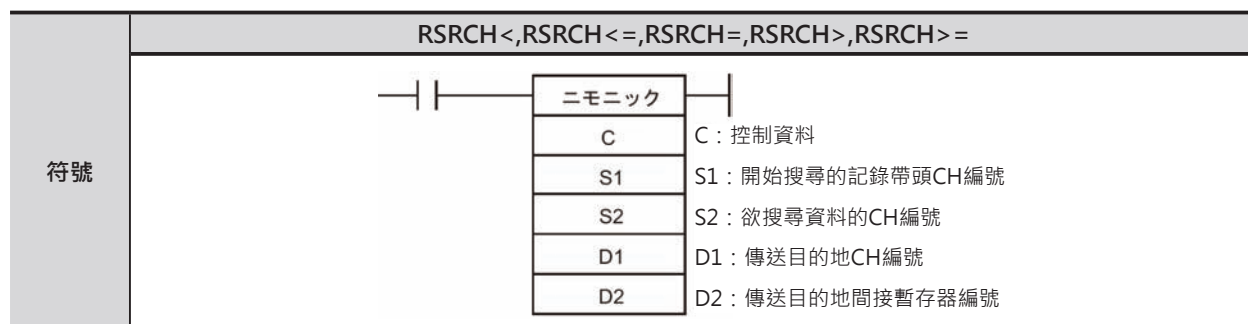 RSRCH<,RSRCH<=,RSRCH=,RSRCH>,RSRCH>=
符號
ニモニック
C
C：控制資料
S1
S1：開始搜尋的記錄帶頭CH編號
S2
S2：欲搜尋資料的CH編號
D1
D1：傳送目的地CH編號
D2
D2：傳送目的地間接暫存器編號